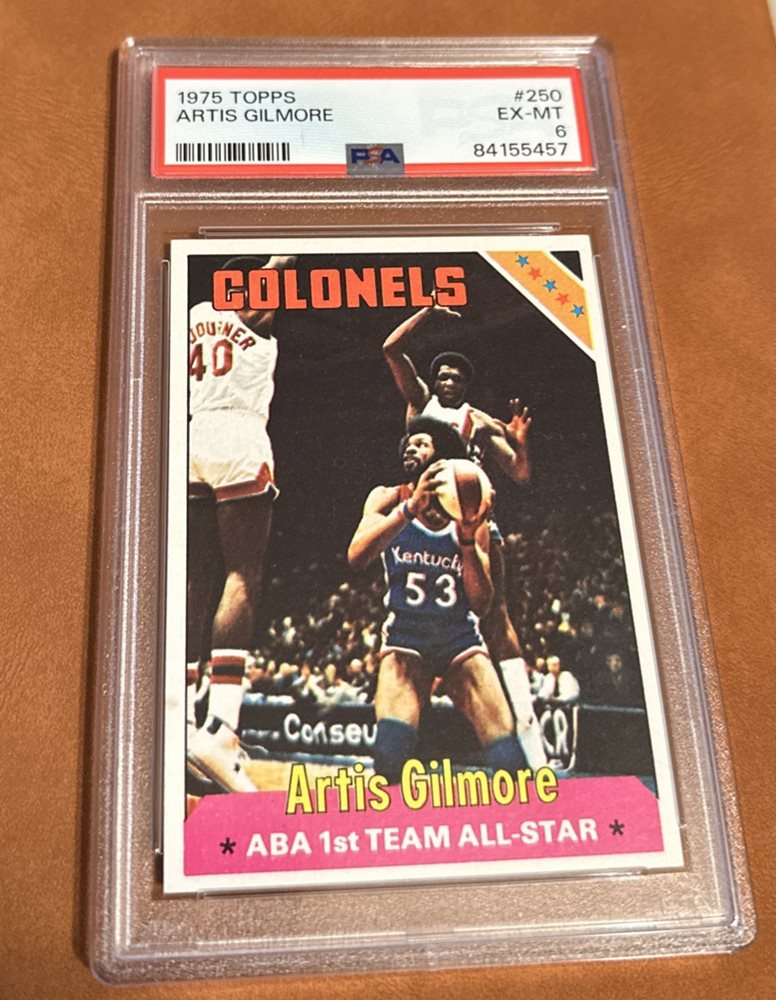 1975 TOPPS #250
ARTIS GILMORE EX-MT
6
PSA 84155457
COLONELS
40
Kentucky
53
Conseu
Artis Gilmore
* ABA 1st TEAM ALL-STAR *